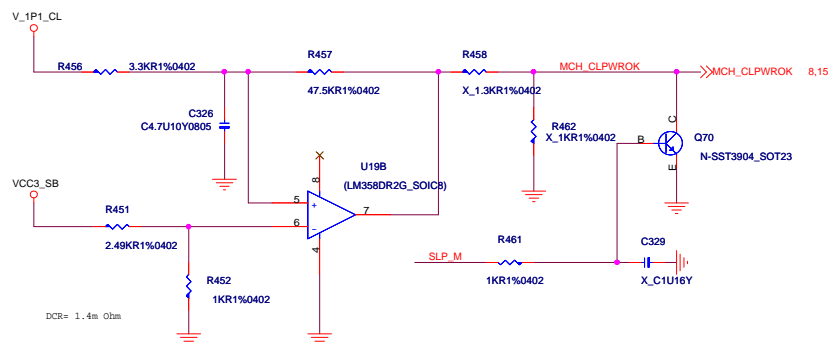 V_1P1_CL
R456
3.3KR1%0402
R457
47.5KR1%0402
R458
X_1.3KR1%0402
MCH_CLPWROK
MCH_CLPWROK 8,15
C326
C4.7U10Y0805
R462
X_1KR1%0402
C
B
E
Q70
N-SST3904_SOT23
U19B
(LM358DR2G_SOIC8)
8
5
+
7
6
-
4
VCC3_SB
R451
2.49KR1%0402
R452
1KR1%0402
SLP_M
R461
1KR1%0402
C329
X_C1U16Y
DCR= 1.4m Ohm